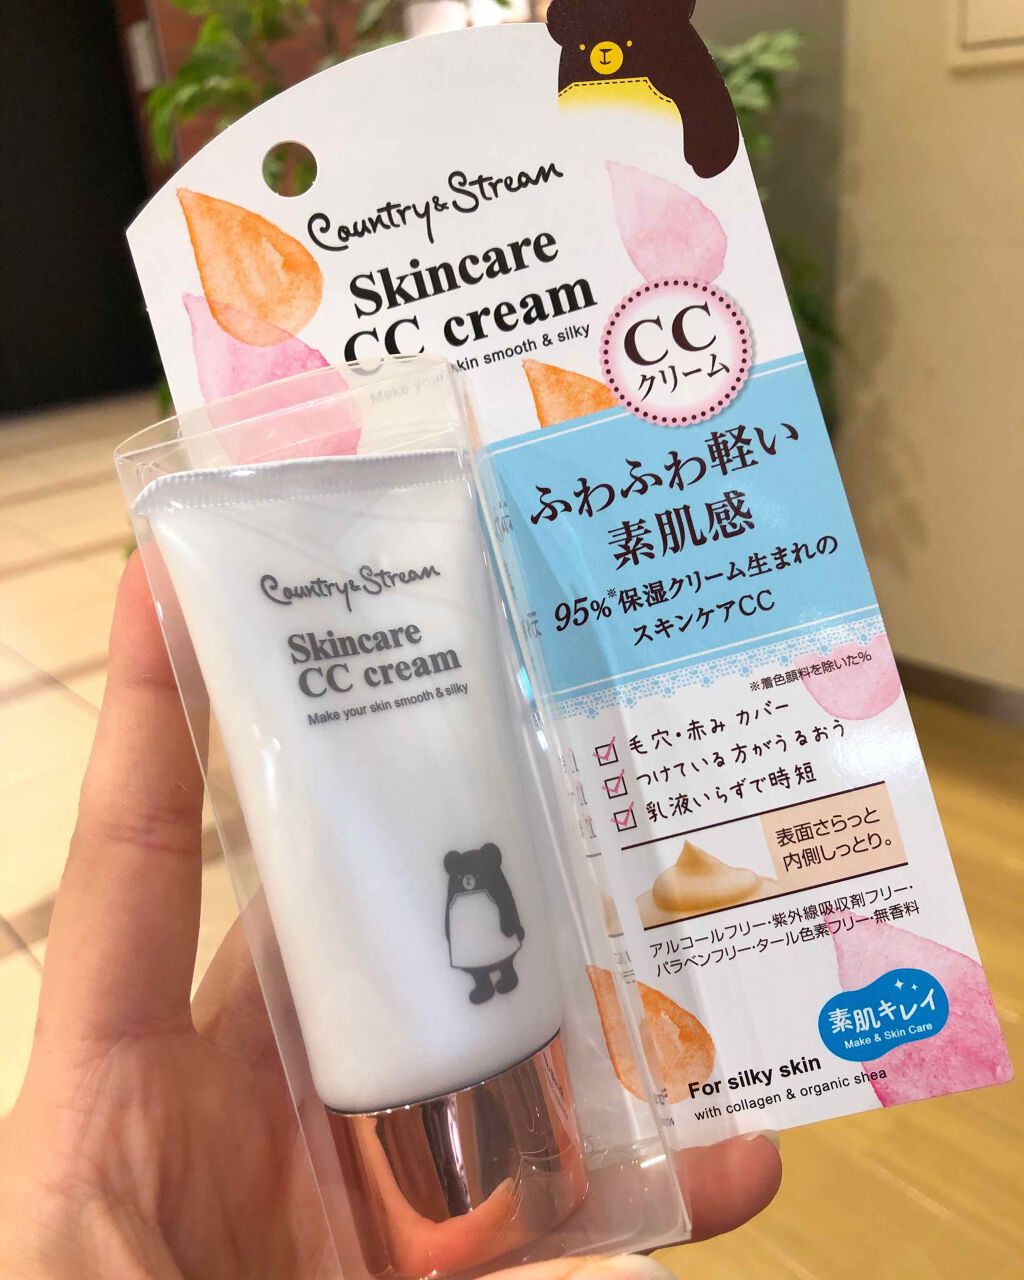 Country & Strean
Skincare
CC cream
Make your skin smooth & silky
CC
クリーム
ふわふわ軽い
素肌感
95%※保湿クリーム生まれの
スキンケアCC
※着色顔料を除いた%
毛穴・赤み カバー
つけている方がうるおう
乳液いらずで時短
表面さらっと
内側しっとり。
アルコールフリー・紫外線吸収剤フリー・
パラベンフリー・タール色素フリー・無香料
素肌キレイ
Make & Skin Care
For silky skin
with collagen & organic shea
Country & Strean
Skincare
CC cream
Make your skin smooth & silky